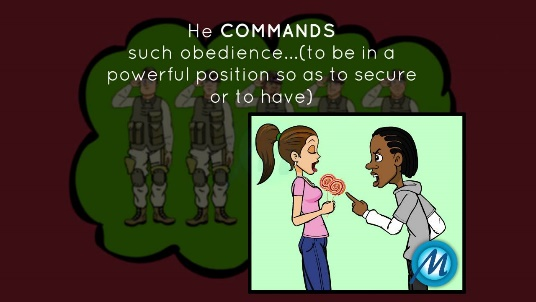 He COMMANDS
such obedience...(to be in a
powerful position so as to secure
or to have)
M